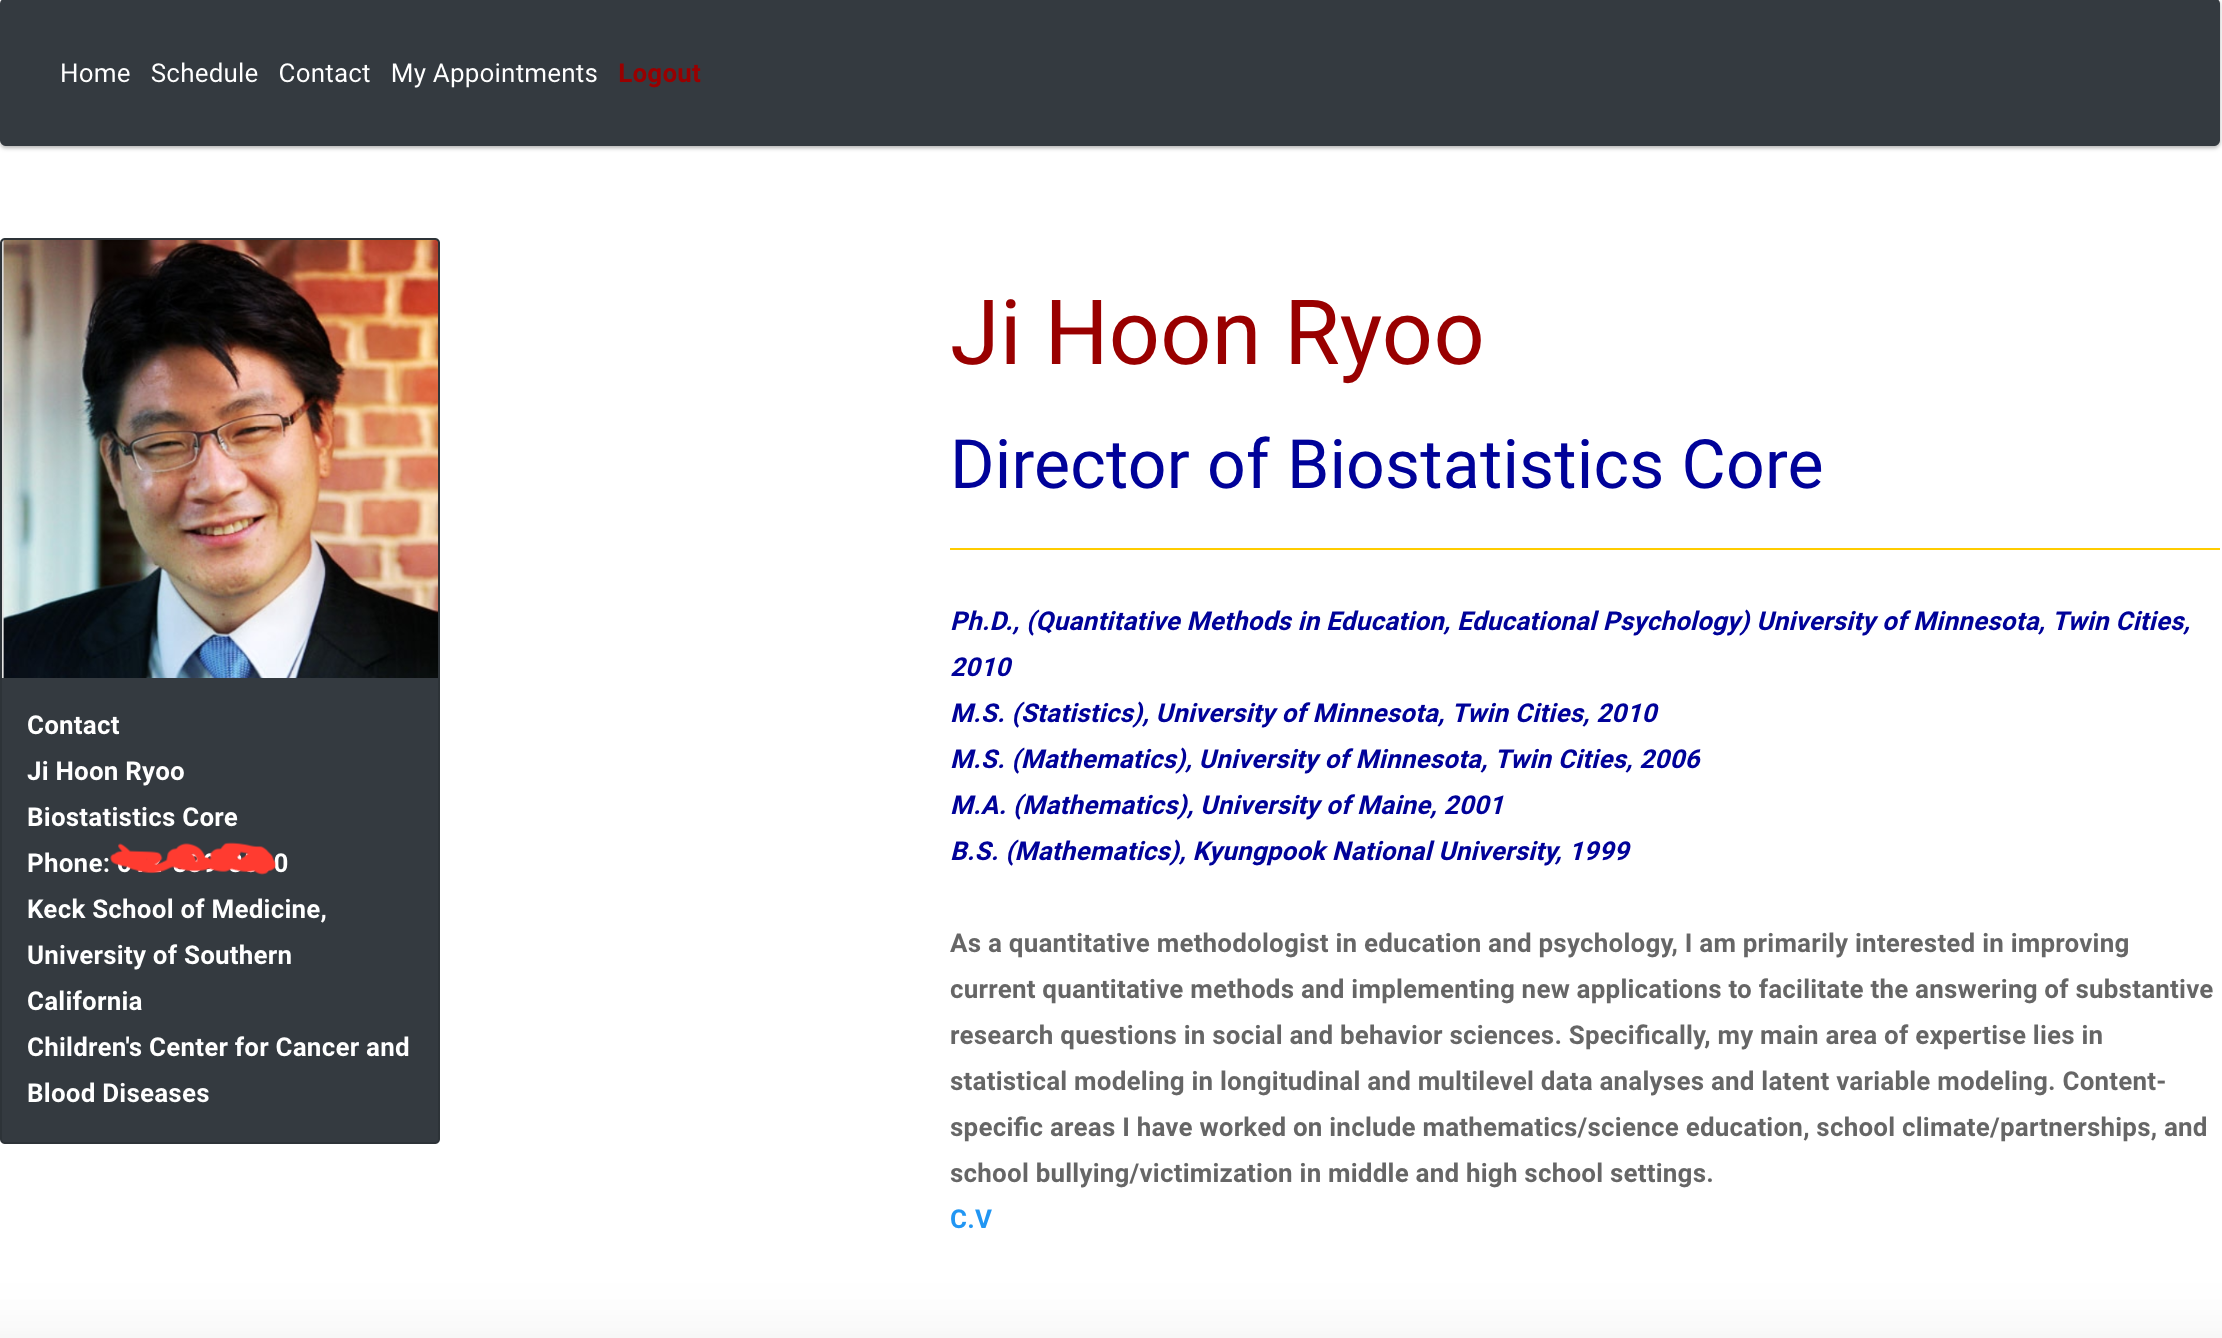 Home Schedule Contact My Appointments Logout
Ji Hoon Ryoo
Director of Biostatistics Core
Ph.D., (Quantitative Methods in Education, Educational Psychology) University of Minnesota, Twin Cities,
2010
M.S. (Statistics), University of Minnesota, Twin Cities, 2010
M.S. (Mathematics), University of Minnesota, Twin Cities, 2006
M.A. (Mathematics), University of Maine, 2001
B.S. (Mathematics), Kyungpook National University, 1999
As a quantitative methodologist in education and psychology, I am primarily interested in improving
current quantitative methods and implementing new applications to facilitate the answering of substantive
research questions in social and behavior sciences. Specifically, my main area of expertise lies in
statistical modeling in longitudinal and multilevel data analyses and latent variable modeling. Content-
specific areas I have worked on include mathematics/science education, school climate/partnerships, and
school bullying/victimization in middle and high school settings.
C.V
Contact
Ji Hoon Ryoo
Biostatistics Core
Phone:
Keck School of Medicine,
University of Southern
California
Children's Center for Cancer and
Blood Diseases